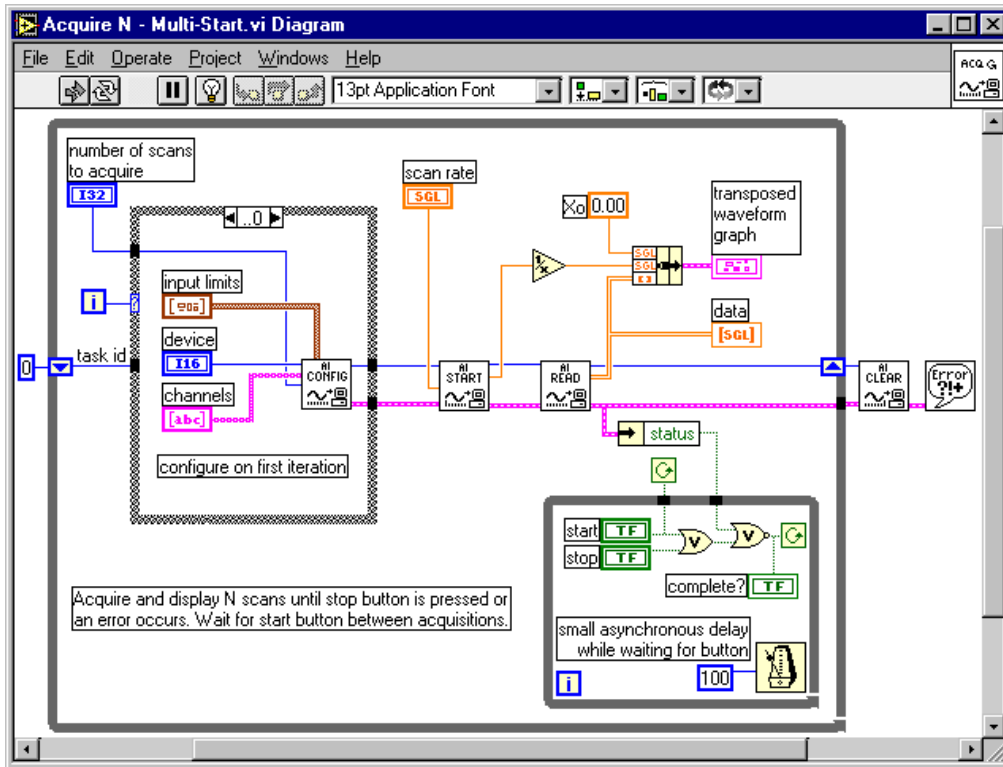 Acquire N - Multi-Start.vi Diagram
File Edit Operate Project Windows Help
13pt Application Font
ACQ G
number of scans
to acquire
I32
scan rate
SGL
..0
Xo 0.00
transposed
waveform
graph
1/x
SGL
SGL
input limits
i
?
data
[SGL]
device
I16
0
task id
channels
[abc]
AI
CONFIG
AI
START
AI
READ
AI
CLEAR
Error
?!+
status
configure on first iteration
start TF
stop TF
V
V
complete? TF
Acquire and display N scans until stop button is pressed or
an error occurs. Wait for start button between acquisitions.
small asynchronous delay
while waiting for button
i
100